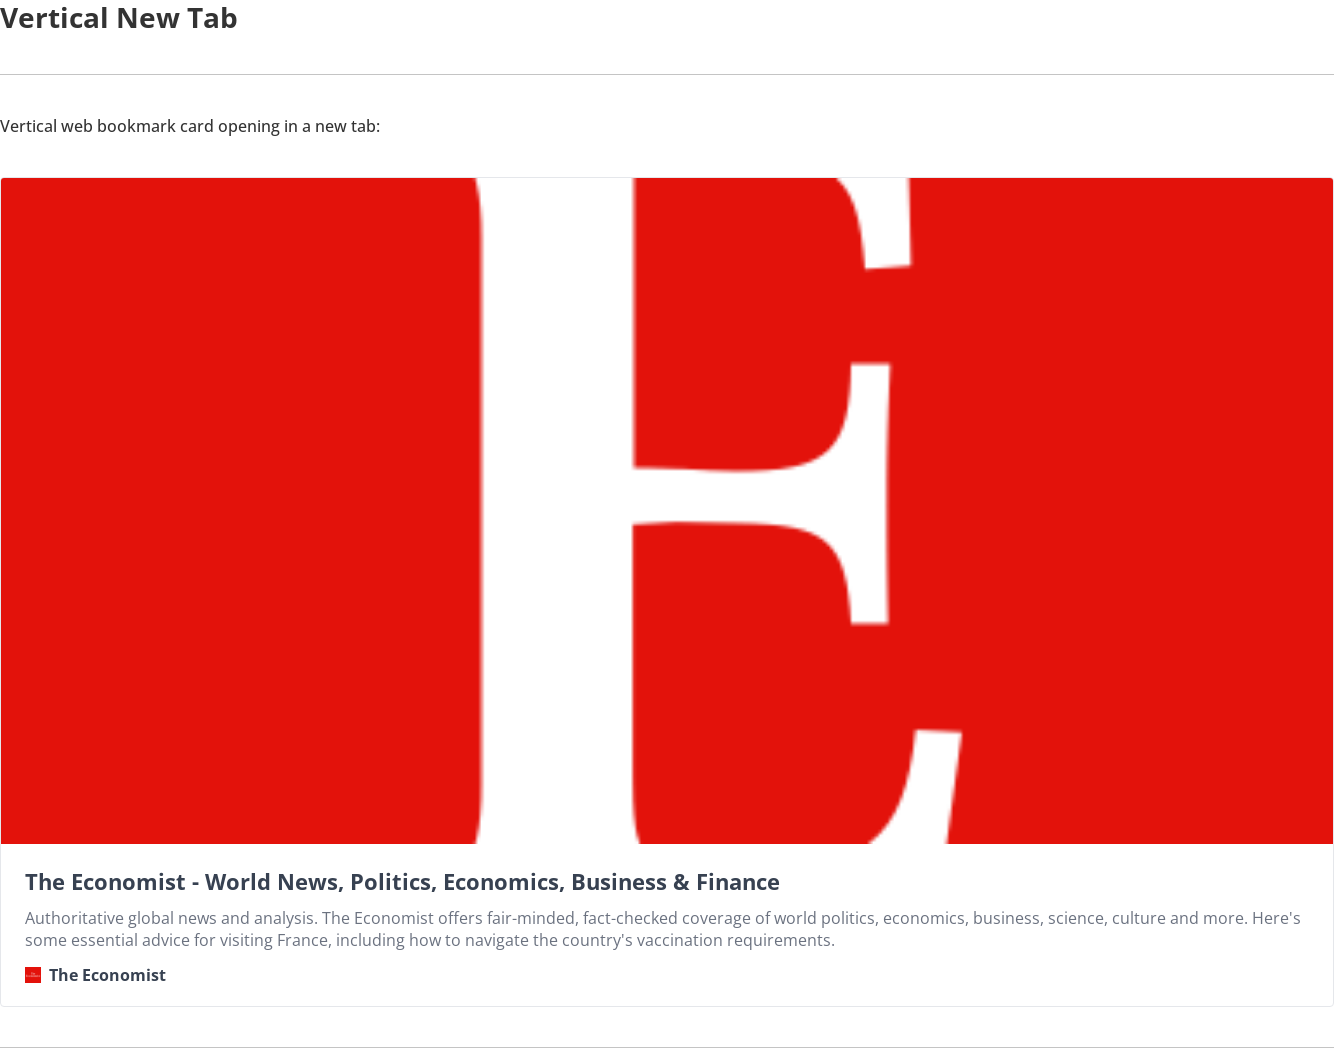 Vertical New Tab
Vertical web bookmark card opening in a new tab:
E
The Economist - World News, Politics, Economics, Business & Finance
Authoritative global news and analysis. The Economist offers fair-minded, fact-checked coverage of world politics, economics, business, science, culture and more. Here's
some essential advice for visiting France, including how to navigate the country's vaccination requirements.
The Economist